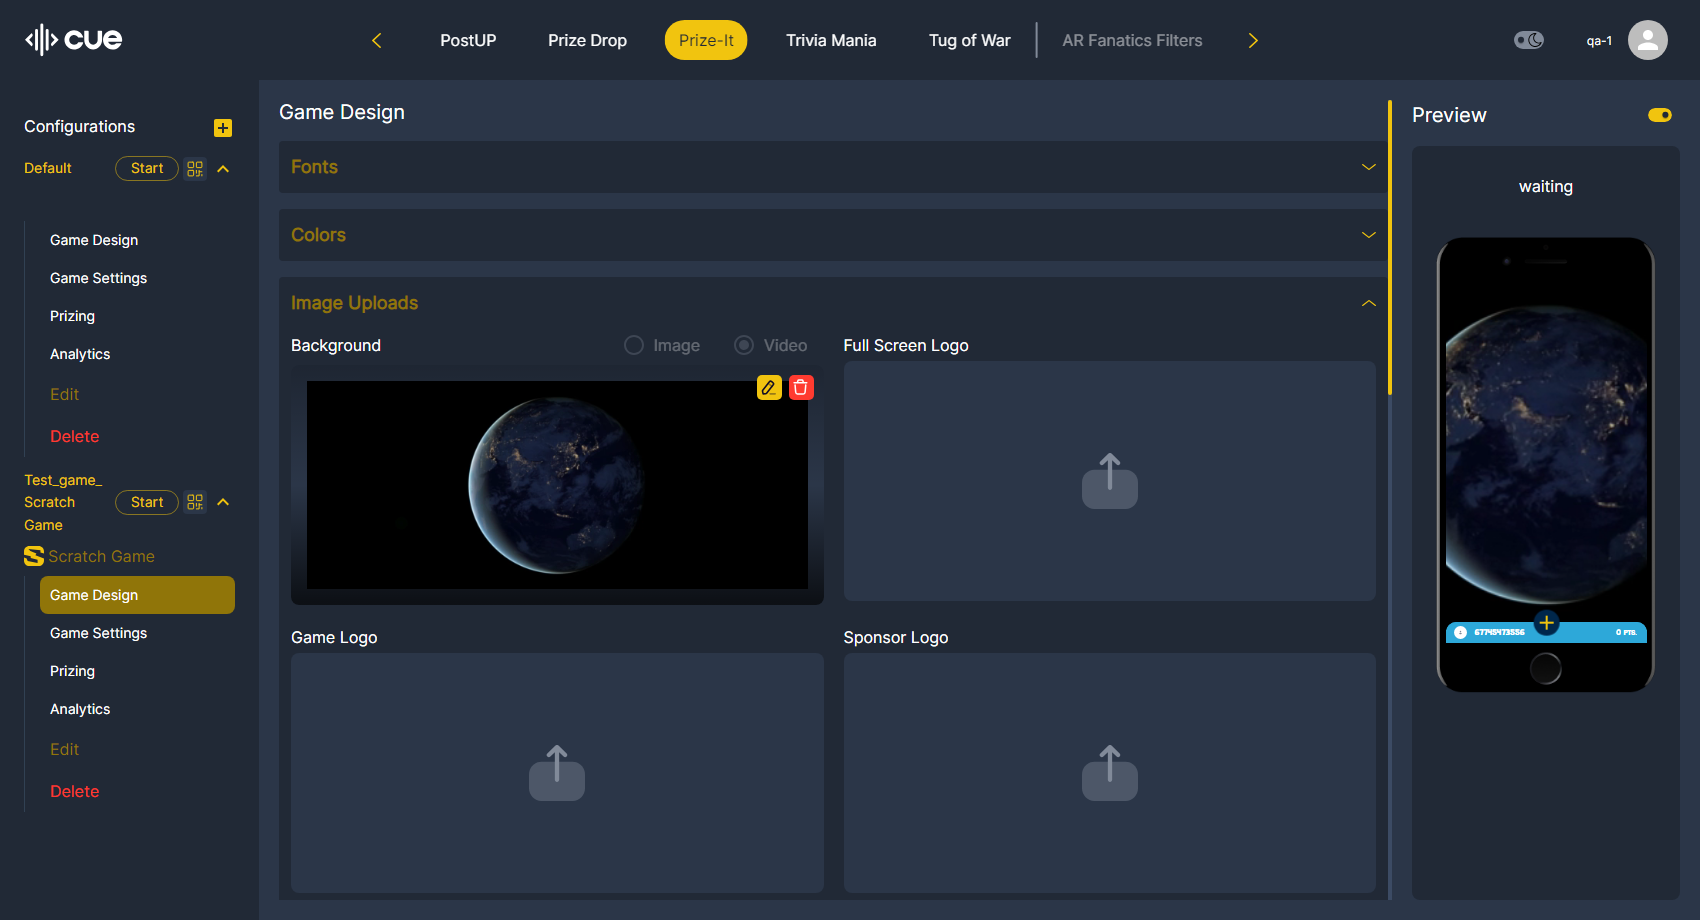 cue
PostUP
Prize Drop
Prize-It
Trivia Mania
Tug of War
AR Fanatics Filters
qa-1
Configurations
Default
Start
Game Design
Game Settings
Prizing
Analytics
Edit
Delete
Test_game_
Scratch
Game
Start
Scratch Game
Game Design
Game Settings
Prizing
Analytics
Edit
Delete
Game Design
Fonts
Colors
Image Uploads
Background
Image
Video
Full Screen Logo
Game Logo
Sponsor Logo
Preview
waiting
0 PTS.